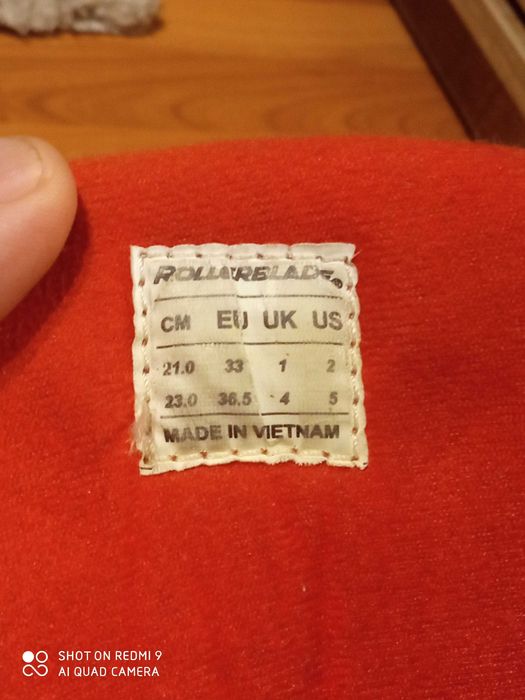 ROLLERBLADE®
CM EU UK US
21.0 33 1 2
23.0 36.5 4 5
MADE IN VIETNAM
SHOT ON REDMI 9
AI QUAD CAMERA